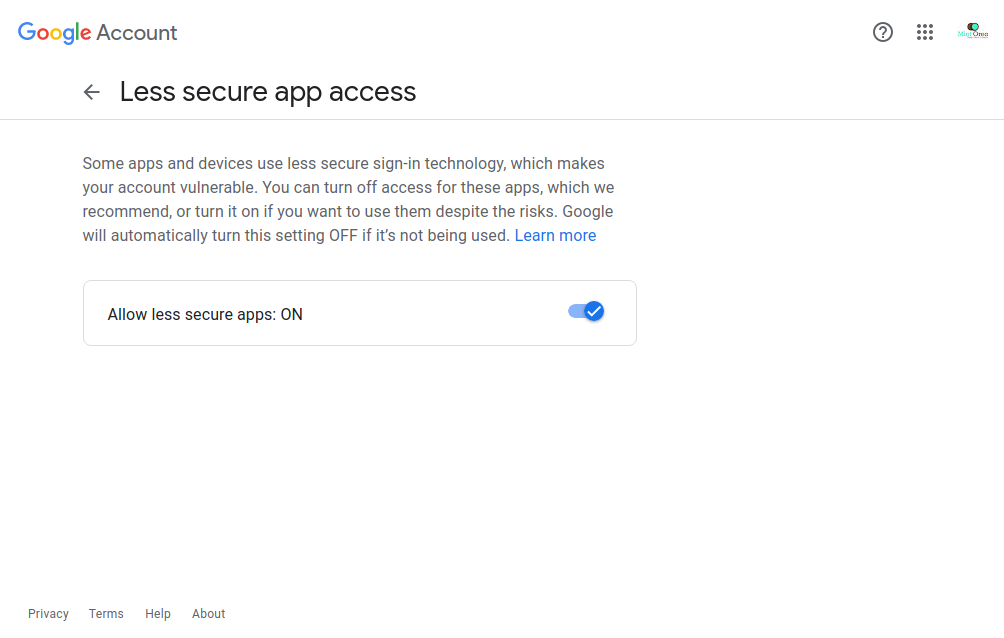 Google Account
Less secure app access
Some apps and devices use less secure sign-in technology, which makes
your account vulnerable. You can turn off access for these apps, which we
recommend, or turn it on if you want to use them despite the risks. Google
will automatically turn this setting OFF if it’s not being used. Learn more
Allow less secure apps: ON
Privacy Terms Help About